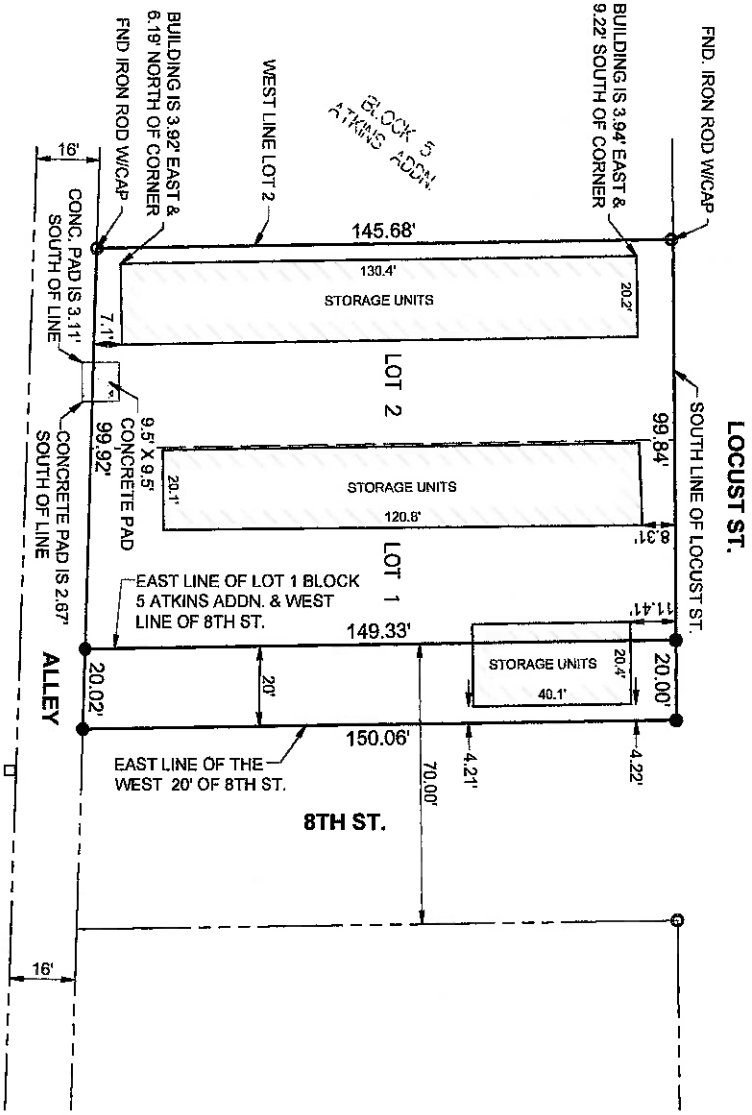 LOCUST ST.
FND. IRON ROD W/CAP
SOUTH LINE OF LOCUST ST.
BUILDING IS 3.94' EAST &
9.22' SOUTH OF CORNER
99.84'
20.00'
8.31'
11.41'
4.22'
20.2'
20.4'
STORAGE UNITS
40.1'
4.21'
BLOCK 5
ATKINS ADDN.
145.68'
130.4'
STORAGE UNITS
LOT 2
STORAGE UNITS
120.8'
20.1'
LOT 1
WEST LINE LOT 2
149.33'
150.06'
20'
70.00'
8TH ST.
EAST LINE OF LOT 1 BLOCK
5 ATKINS ADDN. & WEST
LINE OF 8TH ST.
EAST LINE OF THE
WEST 20' OF 8TH ST.
BUILDING IS 3.92' EAST &
6.19' NORTH OF CORNER
FND IRON ROD W/CAP
7.1'
9.5' X 9.5'
CONCRETE PAD
99.92'
20.02'
16'
CONC. PAD IS 3.11'
SOUTH OF LINE
CONCRETE PAD IS 2.67'
SOUTH OF LINE
ALLEY
16'